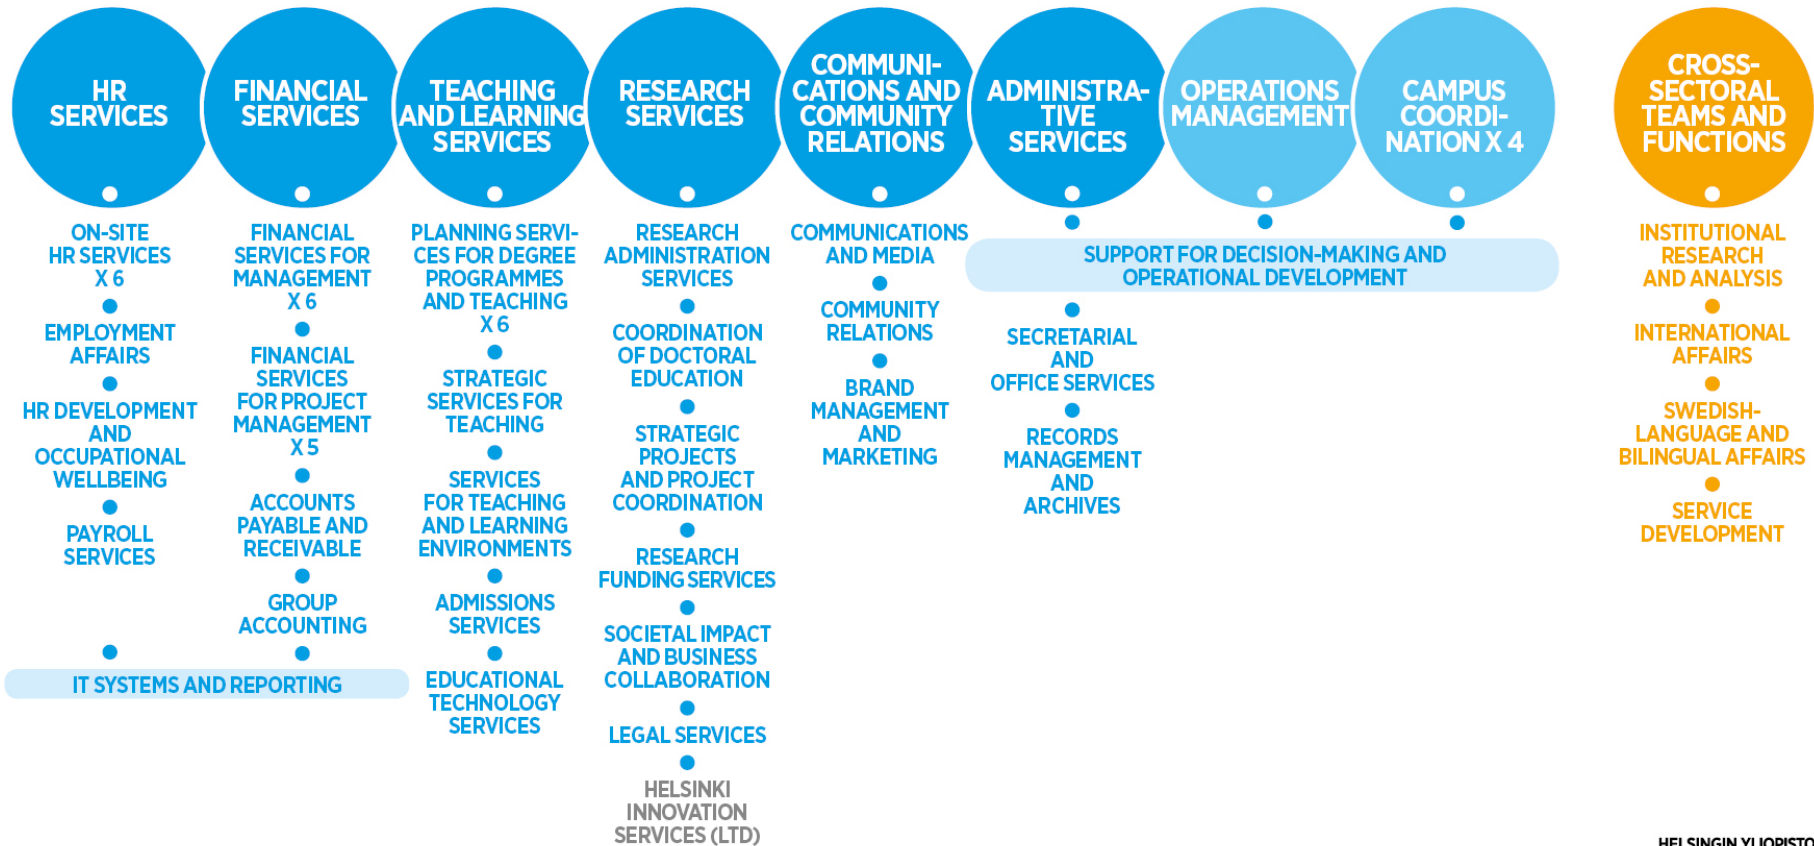 HR
SERVICES
ON-SITE
HR SERVICES
X 6
EMPLOYMENT
AFFAIRS
HR DEVELOPMENT
AND
OCCUPATIONAL
WELLBEING
PAYROLL
SERVICES
FINANCIAL
SERVICES
FINANCIAL
SERVICES FOR
MANAGEMENT
X 6
FINANCIAL
SERVICES
FOR PROJECT
MANAGEMENT
X 5
ACCOUNTS
PAYABLE AND
RECEIVABLE
GROUP
ACCOUNTING
IT SYSTEMS AND REPORTING
TEACHING
AND LEARNING
SERVICES
PLANNING SERVI-
CES FOR DEGREE
PROGRAMMES
AND TEACHING
X 6
STRATEGIC
SERVICES FOR
TEACHING
SERVICES
FOR TEACHING
AND LEARNING
ENVIRONMENTS
ADMISSIONS
SERVICES
EDUCATIONAL
TECHNOLOGY
SERVICES
RESEARCH
SERVICES
RESEARCH
ADMINISTRATION
SERVICES
COORDINATION
OF DOCTORAL
EDUCATION
STRATEGIC
PROJECTS
AND PROJECT
COORDINATION
RESEARCH
FUNDING SERVICES
SOCIETAL IMPACT
AND BUSINESS
COLLABORATION
LEGAL SERVICES
HELSINKI
INNOVATION
SERVICES (LTD)
COMMUNI-
CATIONS AND
COMMUNITY
RELATIONS
COMMUNICATIONS
AND MEDIA
COMMUNITY
RELATIONS
BRAND
MANAGEMENT
AND
MARKETING
ADMINISTRA-
TIVE
SERVICES
OPERATIONS
MANAGEMENT
CAMPUS
COORDI-
NATION X 4
SUPPORT FOR DECISION-MAKING AND
OPERATIONAL DEVELOPMENT
SECRETARIAL
AND
OFFICE SERVICES
RECORDS
MANAGEMENT
AND
ARCHIVES
CROSS-
SECTORAL
TEAMS AND
FUNCTIONS
INSTITUTIONAL
RESEARCH
AND ANALYSIS
INTERNATIONAL
AFFAIRS
SWEDISH-
LANGUAGE AND
BILINGUAL AFFAIRS
SERVICE
DEVELOPMENT
HELSINGIN YLIOPISTO